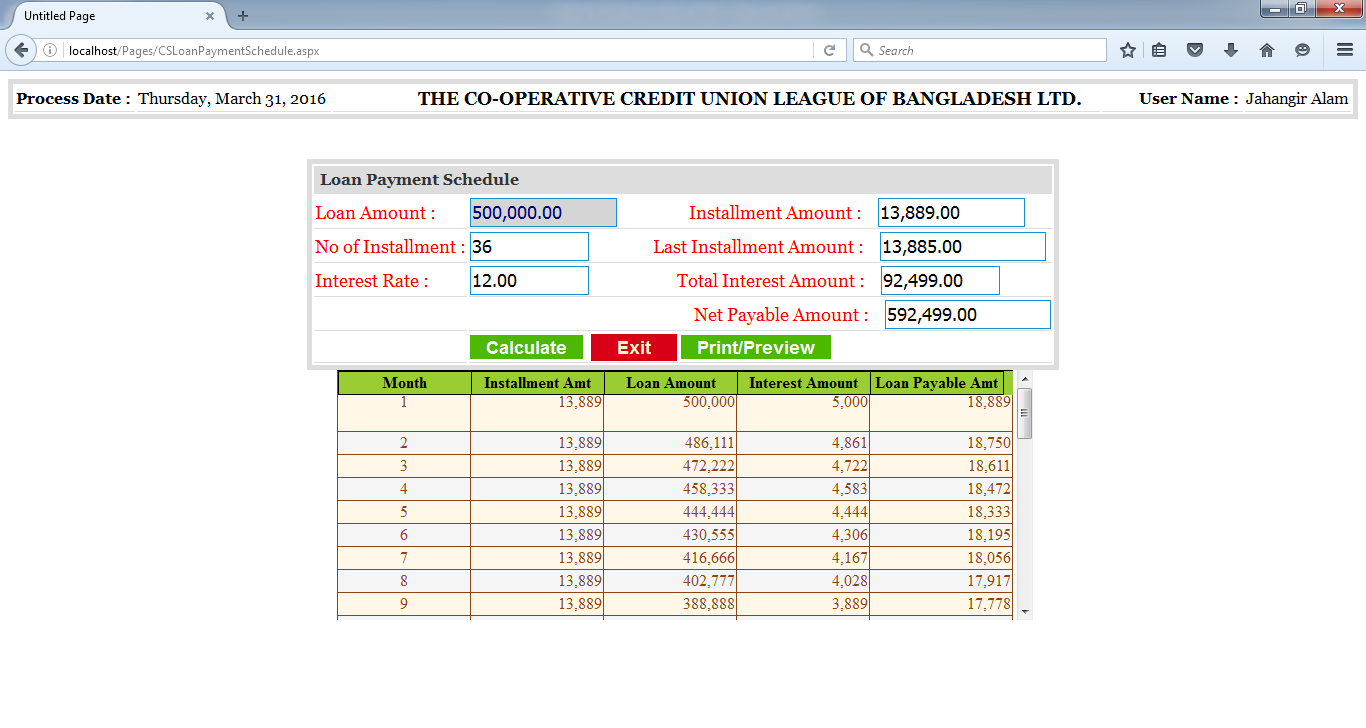 Untitled Page
localhost/Pages/CSLoanPaymentSchedule.aspx
Search
Process Date : Thursday, March 31, 2016 THE CO-OPERATIVE CREDIT UNION LEAGUE OF BANGLADESH LTD. User Name : Jahangir Alam
Loan Payment Schedule
Loan Amount : 500,000.00 Installment Amount : 13,889.00
No of Installment : 36 Last Installment Amount : 13,885.00
Interest Rate : 12.00 Total Interest Amount : 92,499.00
Net Payable Amount : 592,499.00
Calculate Exit Print/Preview
Month Installment Amt Loan Amount Interest Amount Loan Payable Amt
1 13,889 500,000 5,000 18,889
2 13,889 486,111 4,861 18,750
3 13,889 472,222 4,722 18,611
4 13,889 458,333 4,583 18,472
5 13,889 444,444 4,444 18,333
6 13,889 430,555 4,306 18,195
7 13,889 416,666 4,167 18,056
8 13,889 402,777 4,028 17,917
9 13,889 388,888 3,889 17,778